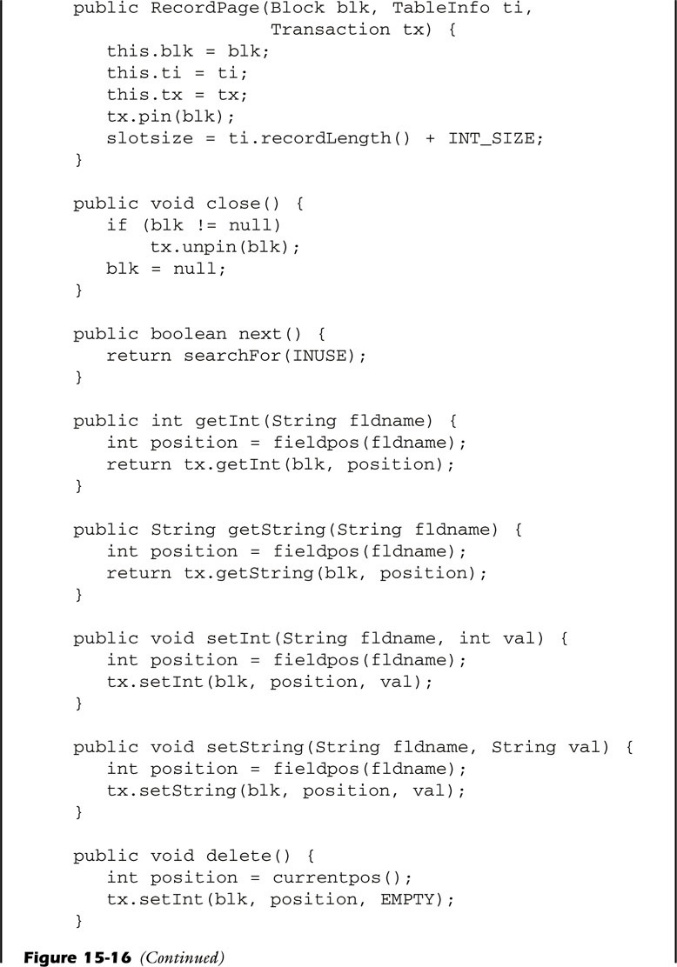 public RecordPage(Block blk, TableInfo ti,
Transaction tx) {
this.blk = blk;
this.ti = ti;
this.tx = tx;
tx.pin(blk);
slotsize = ti.recordLength() + INT_SIZE;
}
public void close() {
if (blk != null)
tx.unpin(blk);
blk = null;
}
public boolean next() {
return searchFor(INUSE);
}
public int getInt(String fldname) {
int position = fieldpos(fldname);
return tx.getInt(blk, position);
}
public String getString(String fldname) {
int position = fieldpos(fldname);
return tx.getString(blk, position);
}
public void setInt(String fldname, int val) {
int position = fieldpos(fldname);
tx.setInt(blk, position, val);
}
public void setString(String fldname, String val) {
int position = fieldpos(fldname);
tx.setString(blk, position, val);
}
public void delete() {
int position = currentpos();
tx.setInt(blk, position, EMPTY);
}
Figure 15-16 (Continued)